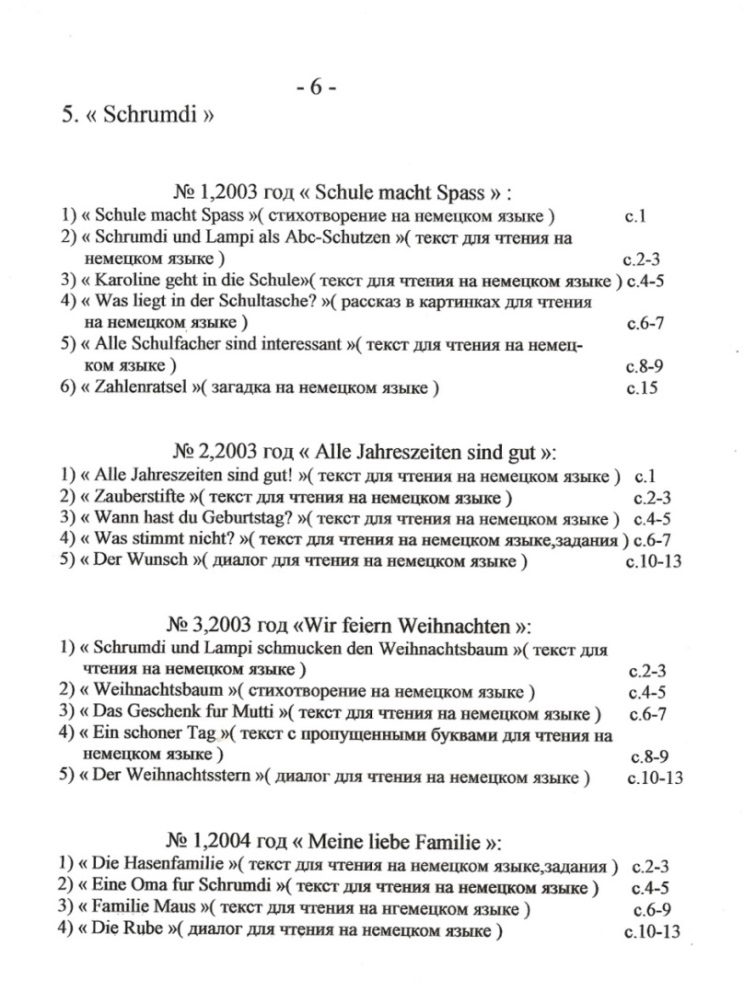 - 6 -
5. « Schrumdi »
№ 1,2003 год « Schule macht Spass » :
1) « Schule macht Spass »( стихотворение на немецком языке ) с.1
2) « Schrumdi und Lampi als Abc-Schutzen »( текст для чтения на
немецком языке ) с.2-3
3) « Karoline geht in die Schule»( текст для чтения на немецком языке ) с.4-5
4) « Was liegt in der Schultasche? »( рассказ в картинках для чтения
на немецком языке ) с.6-7
5) « Alle Schulfacher sind interessant »( текст для чтения на немец-
ком языке ) с.8-9
6) « Zahlenratsel »( загадка на немецком языке ) с.15
№ 2,2003 год « Alle Jahreszeiten sind gut »:
1) « Alle Jahreszeiten sind gut! »( текст для чтения на немецком языке ) с.1
2) « Zauberstifte »( текст для чтения на немецком языке ) с.2-3
3) « Wann hast du Geburtstag? »( текст для чтения на немецком языке ) с.4-5
4) « Was stimmt nicht? »( текст для чтения на немецком языке,задания ) с.6-7
5) « Der Wunsch »( диалог для чтения на немецком языке ) с.10-13
№ 3,2003 год «Wir feiern Weihnachten »:
1) « Schrumdi und Lampi schmucken den Weihnachtsbaum »( текст для
чтения на немецком языке ) с.2-3
2) « Weihnachtsbaum »( стихотворение на немецком языке ) с.4-5
3) « Das Geschenk fur Mutti »( текст для чтения на немецком языке ) с.6-7
4) « Ein schoner Tag »( текст с пропущенными буквами для чтения на
немецком языке ) с.8-9
5) « Der Weihnachtsstern »( диалог для чтения на немецком языке ) с.10-13
№ 1,2004 год « Meine liebe Familie »:
1) « Die Hasenfamilie »( текст для чтения на немецком языке,задания ) с.2-3
2) « Eine Oma fur Schrumdi »( текст для чтения на немецком языке ) с.4-5
3) « Familie Maus »( текст для чтения на нгемецком языке ) с.6-9
4) « Die Rube »( диалог для чтения на немецком языке ) с.10-13